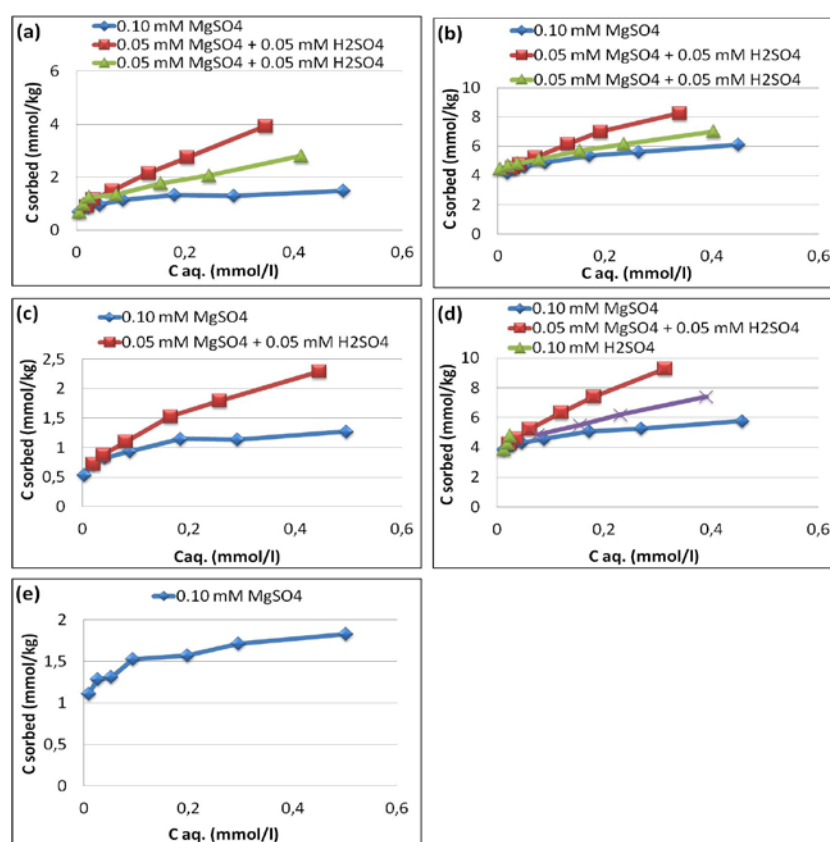 (a)
0.10 mM MgSO4
0.05 mM MgSO4 + 0.05 mM H2SO4
0.05 mM MgSO4 + 0.05 mM H2SO4
C sorbed (mmol/kg)
6
4
2
0
0
0,2
0,4
0,6
C aq. (mmol/l)
(b)
0.10 mM MgSO4
0.05 mM MgSO4 + 0.05 mM H2SO4
0.05 mM MgSO4 + 0.05 mM H2SO4
C sorbed (mmol/kg)
10
8
6
4
2
0
0
0,2
0,4
0,6
C aq. (mmol/l)
(c)
0.10 mM MgSO4
0.05 mM MgSO4 + 0.05 mM H2SO4
C sorbed (mmol/kg)
2,5
2
1,5
1
0,5
0
0
0,2
0,4
0,6
Caq. (mmol/l)
(d)
0.10 mM MgSO4
0.05 mM MgSO4 + 0.05 mM H2SO4
0.10 mM H2SO4
C sorbed (mmol/kg)
10
8
6
4
2
0
0
0,2
0,4
0,6
C aq. (mmol/l)
(e)
0.10 mM MgSO4
C sorbed (mmol/kg)
2
1,5
1
0,5
0
0
0,2
0,4
0,6
C aq. (mmol/l)